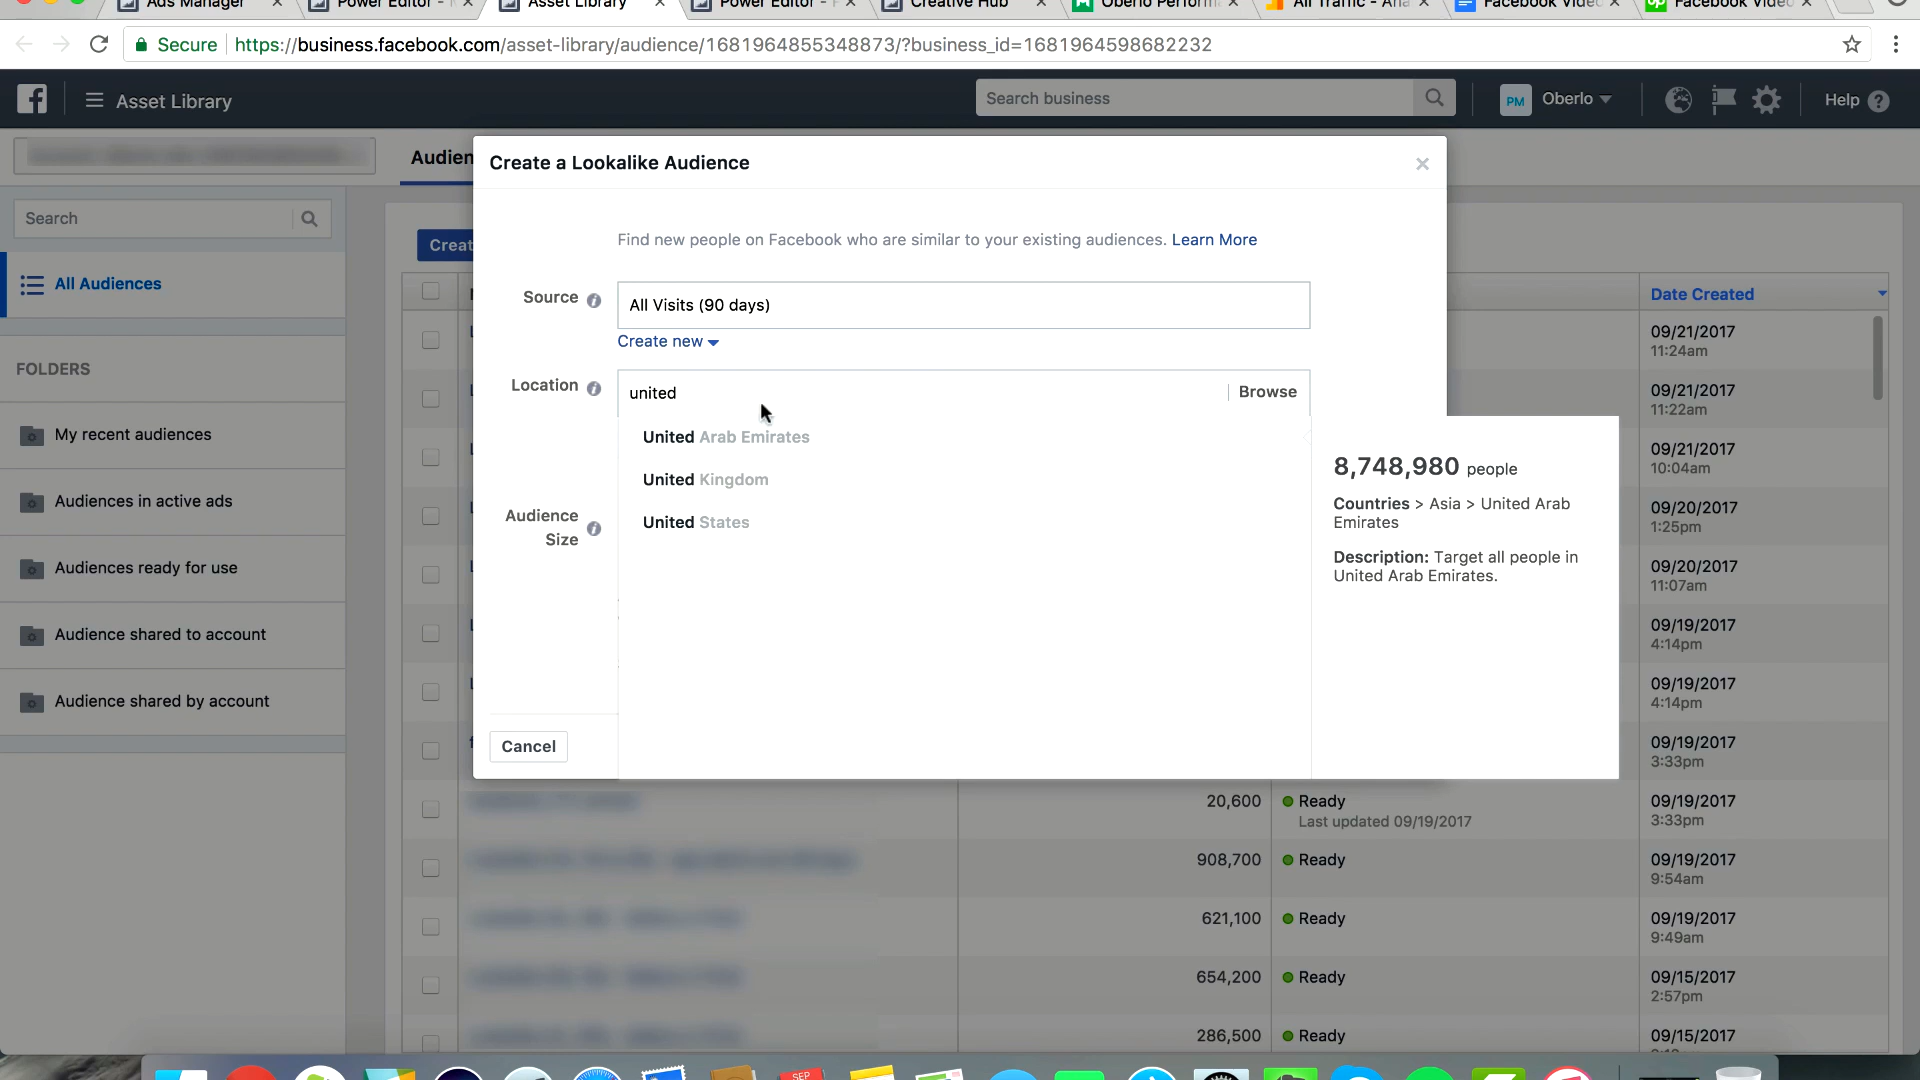 Ads Manager
Power Editor -
Asset Library
Power Editor -
Creative Hub
Oberlo Perform
All Traffic - Ana
Facebook Video
Facebook Video
Secure
https://business.facebook.com/asset-library/audience/1681964855348873/?business_id=1681964598682232
Asset Library
Search business
PM
Oberlo
Help
Audien
Search
All Audiences
FOLDERS
My recent audiences
Audiences in active ads
Audiences ready for use
Audience shared to account
Audience shared by account
Creat
Create a Lookalike Audience
Find new people on Facebook who are similar to your existing audiences. Learn More
Source
All Visits (90 days)
Create new
Location
united
Browse
United Arab Emirates
United Kingdom
United States
Audience
Size
8,748,980 people
Countries > Asia > United Arab
Emirates
Description: Target all people in
United Arab Emirates.
Cancel
Date Created
09/21/2017
11:24am
09/21/2017
11:22am
09/21/2017
10:04am
09/20/2017
1:25pm
09/20/2017
11:07am
09/19/2017
4:14pm
09/19/2017
4:14pm
09/19/2017
3:33pm
20,600
Ready
Last updated 09/19/2017
09/19/2017
3:33pm
908,700
Ready
09/19/2017
9:54am
621,100
Ready
09/19/2017
9:49am
654,200
Ready
09/15/2017
2:57pm
286,500
Ready
09/15/2017
SEP